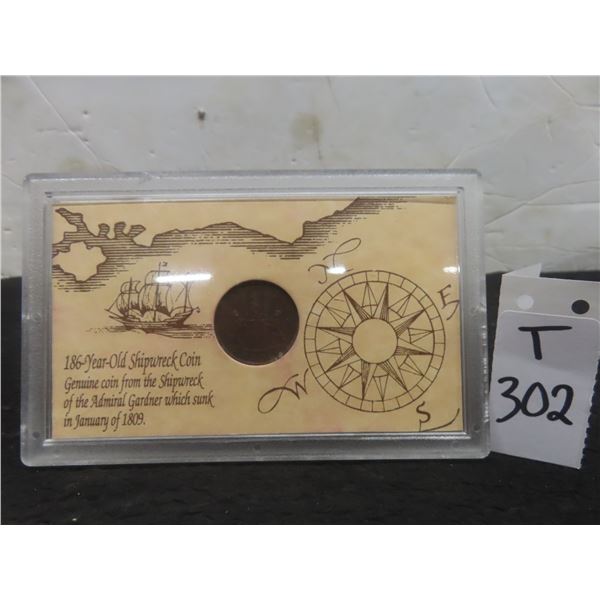 N
E
186-Year-Old Shipwreck Coin
Genuine coin from the Shipwreck
of the Admiral Gardner which sunk
in January of 1809.
W
S
T
302